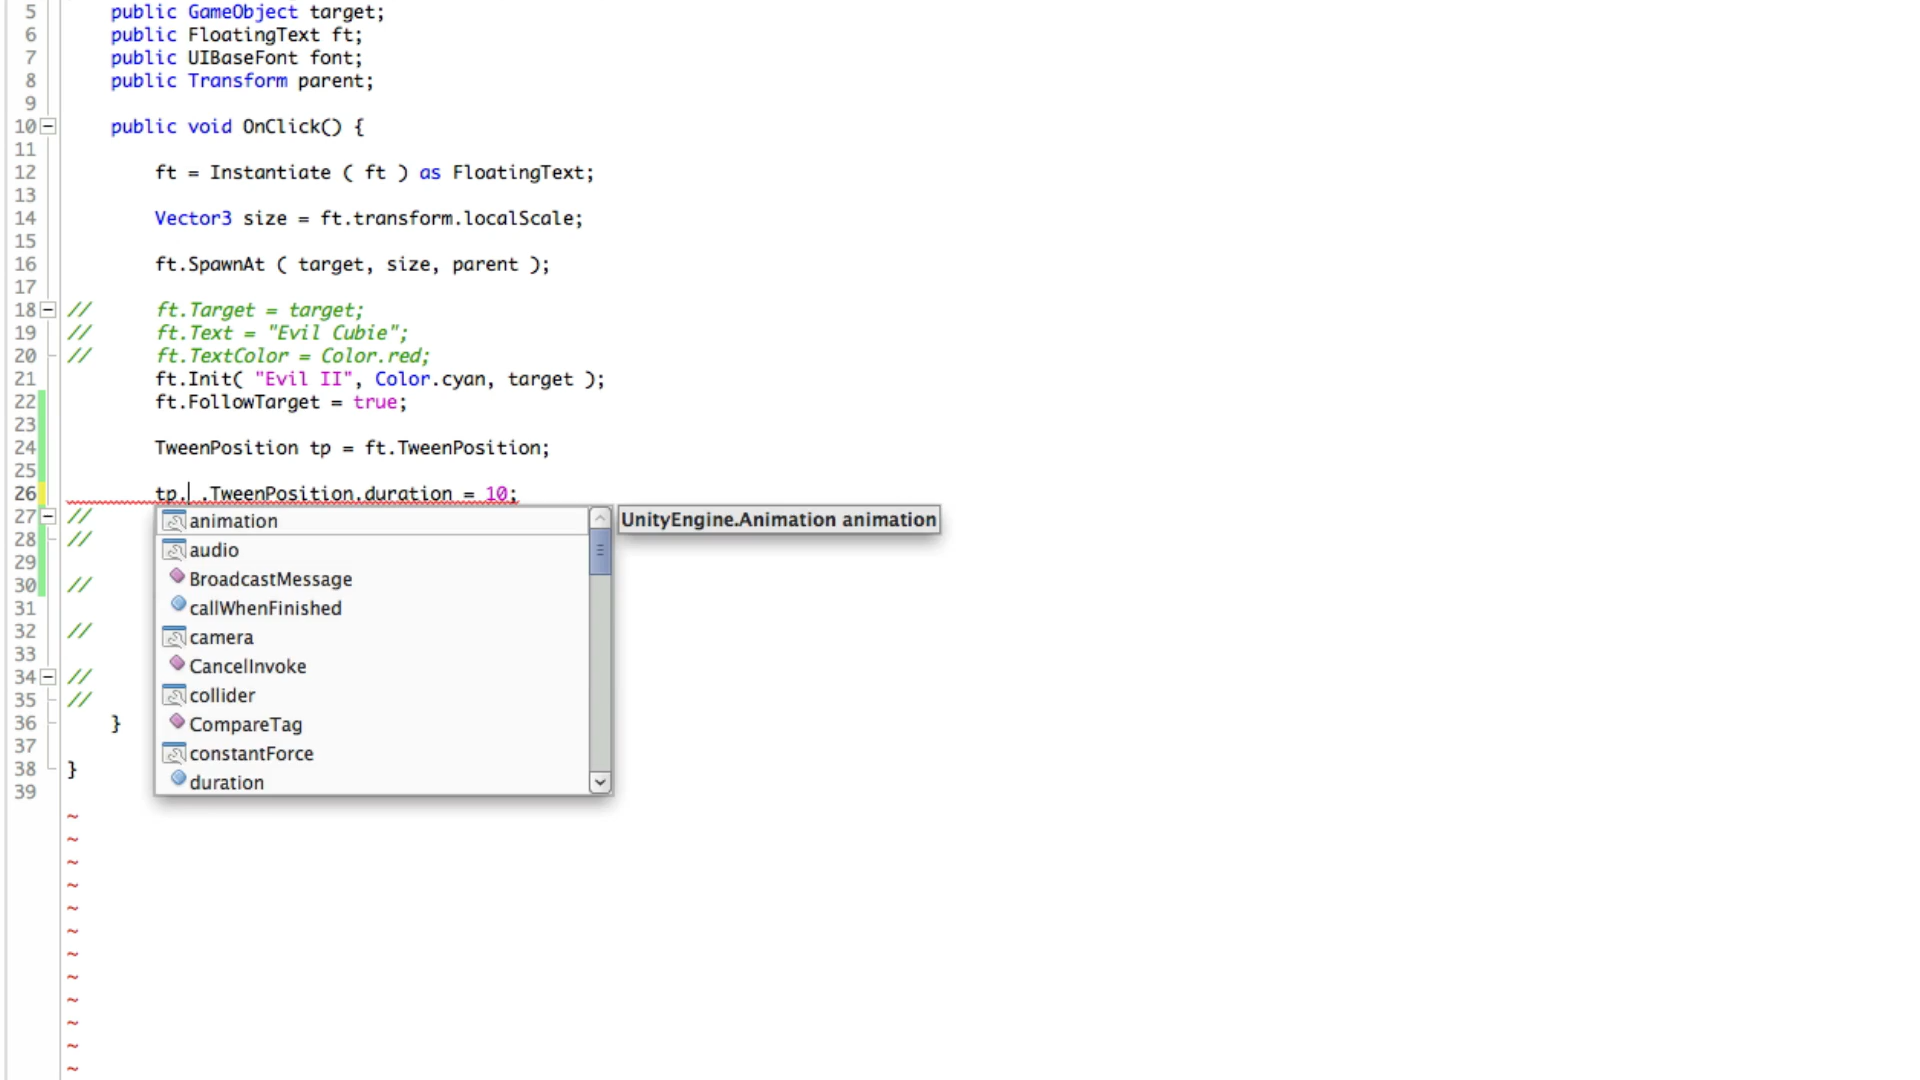 5 public GameObject target;
6 public FloatingText ft;
7 public UIBaseFont font;
8 public Transform parent;
9
10 public void OnClick() {
11
12 ft = Instantiate ( ft ) as FloatingText;
13
14 Vector3 size = ft.transform.localScale;
15
16 ft.SpawnAt ( target, size, parent );
17
18 // ft.Target = target;
19 // ft.Text = "Evil Cubie";
20 // ft.TextColor = Color.red;
21 ft.Init( "Evil II", Color.cyan, target );
22 ft.FollowTarget = true;
23
24 TweenPosition tp = ft.TweenPosition;
25
26 tp. .TweenPosition.duration = 10;
27 //
28 //
29
30 //
31
32 //
33
34 //
35 //
36 }
37
38 }
39
animation
audio
BroadcastMessage
callWhenFinished
camera
CancelInvoke
collider
CompareTag
constantForce
duration
UnityEngine.Animation animation
~
~
~
~
~
~
~
~
~
~
~
~